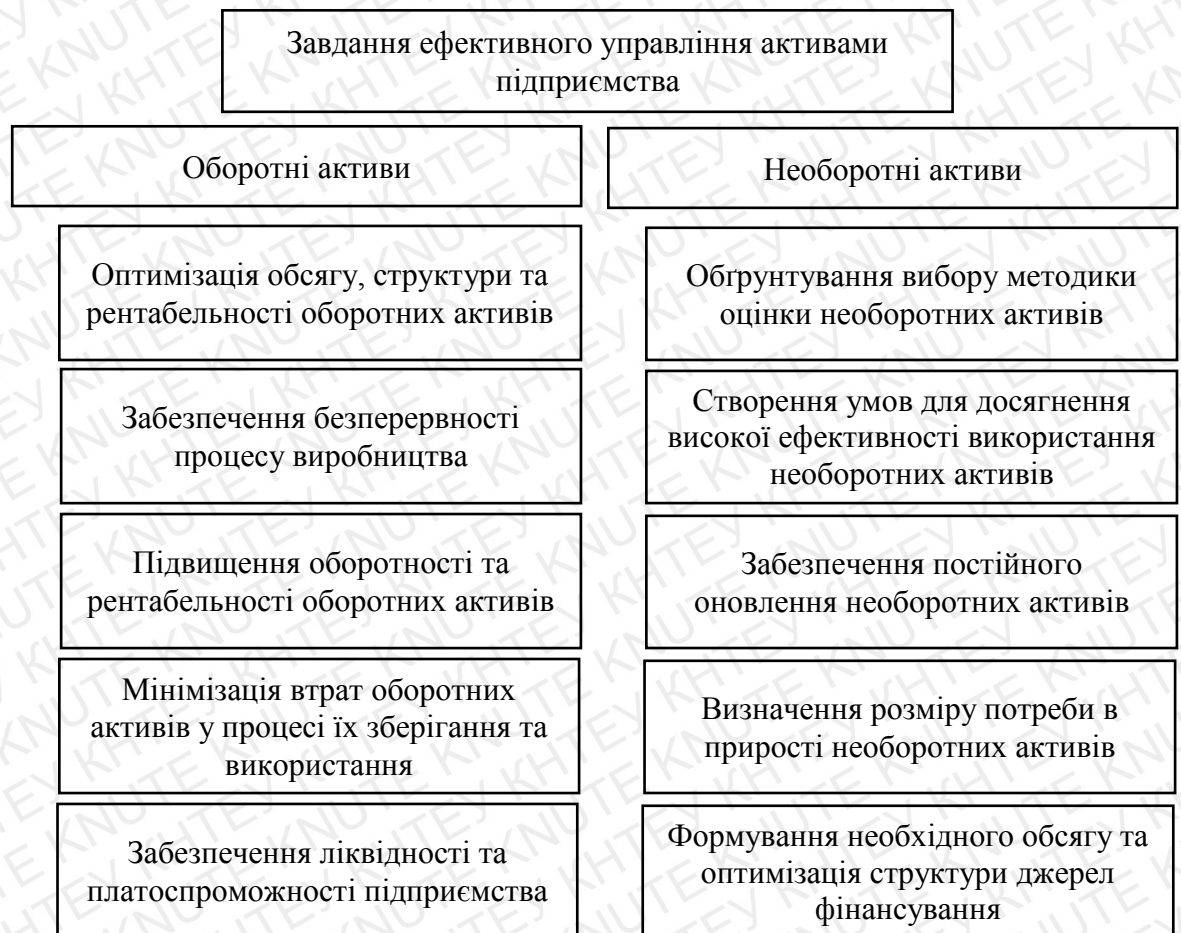 Завдання ефективного управління активами
підприємства
Оборотні активи
Необоротні активи
Оптимізація обсягу, структури та
рентабельності оборотних активів
Обґрунтування вибору методики
оцінки необоротних активів
Забезпечення безперервності
процесу виробництва
Створення умов для досягнення
високої ефективності використання
необоротних активів
Підвищення оборотності та
рентабельності оборотних активів
Забезпечення постійного
оновлення необоротних активів
Мінімізація втрат оборотних
активів у процесі їх зберігання та
використання
Визначення розміру потреби в
прирості необоротних активів
Забезпечення ліквідності та
платоспроможності підприємства
Формування необхідного обсягу та
оптимізація структури джерел
фінансування